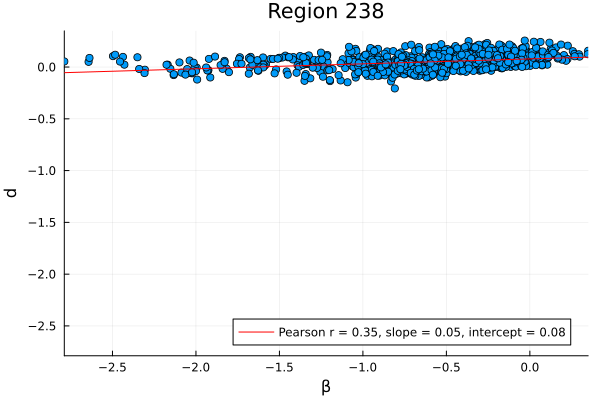 Region 238
d
0.0
−0.5
−1.0
−1.5
−2.0
−2.5
Pearson r = 0.35, slope = 0.05, intercept = 0.08
−2.5 −2.0 −1.5 −1.0 −0.5 0.0
β